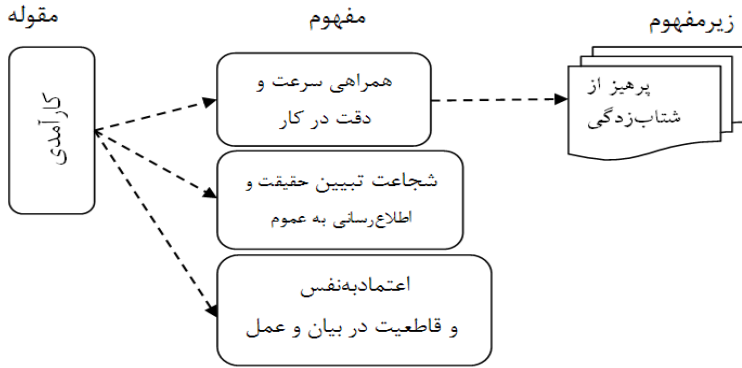 مقوله
مفهوم
زیرمفهوم
کارآمدی
همراهی سرعت و
دقت در کار
پرهیز از
شتاب‌زدگی
شجاعت تبیین حقیقت و
اطلاع‌رسانی به عموم
اعتمادبه‌نفس
و قاطعیت در بیان و عمل